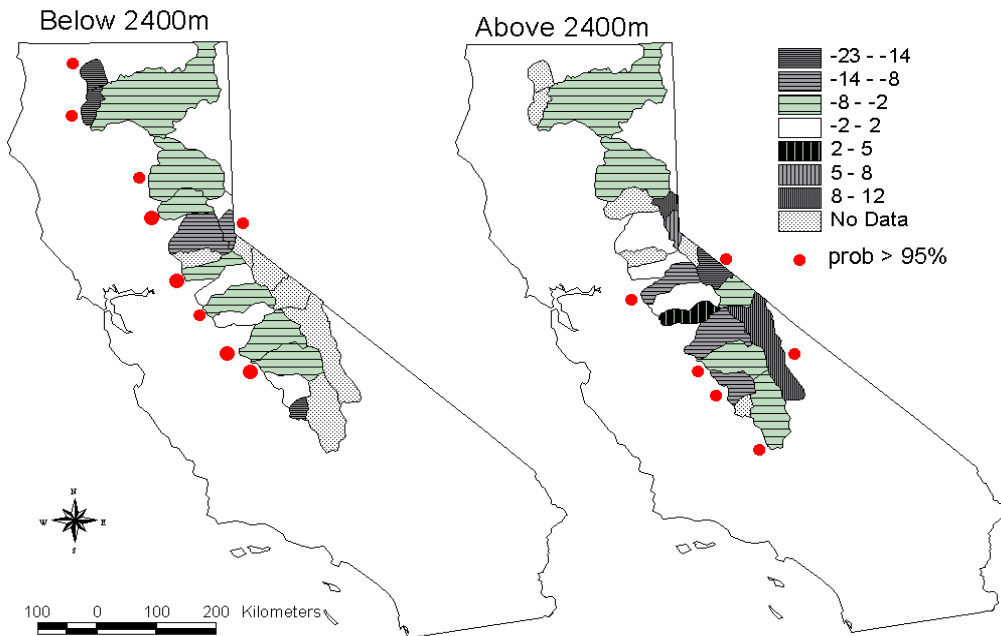 Below 2400m
Above 2400m
-23 - -14
-14 - -8
-8 - -2
-2 - 2
2 - 5
5 - 8
8 - 12
No Data
prob > 95%
N
W E
S
100 0 100 200 Kilometers